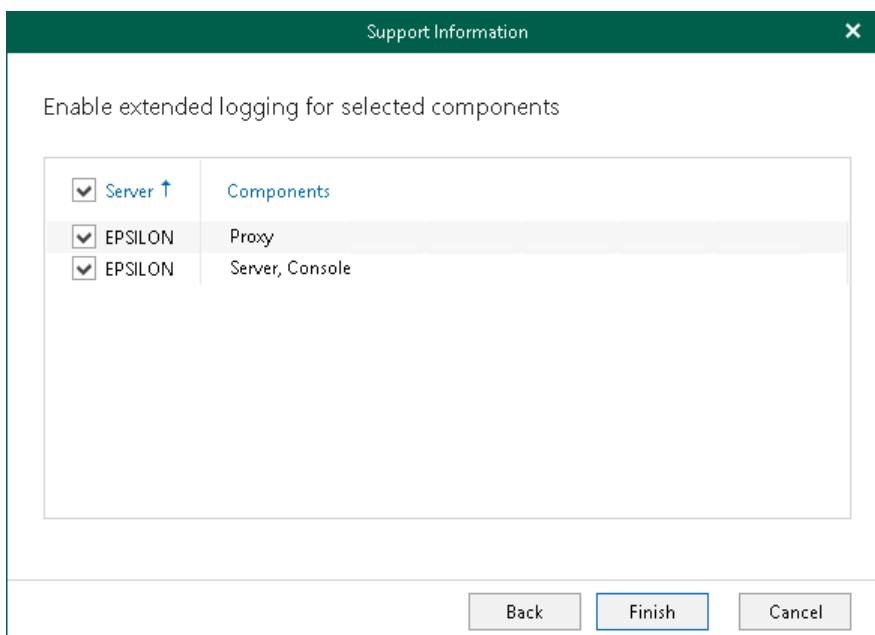 Support Information
Enable extended logging for selected components
Server Components
EPSILON Proxy
EPSILON Server, Console
Back Finish Cancel